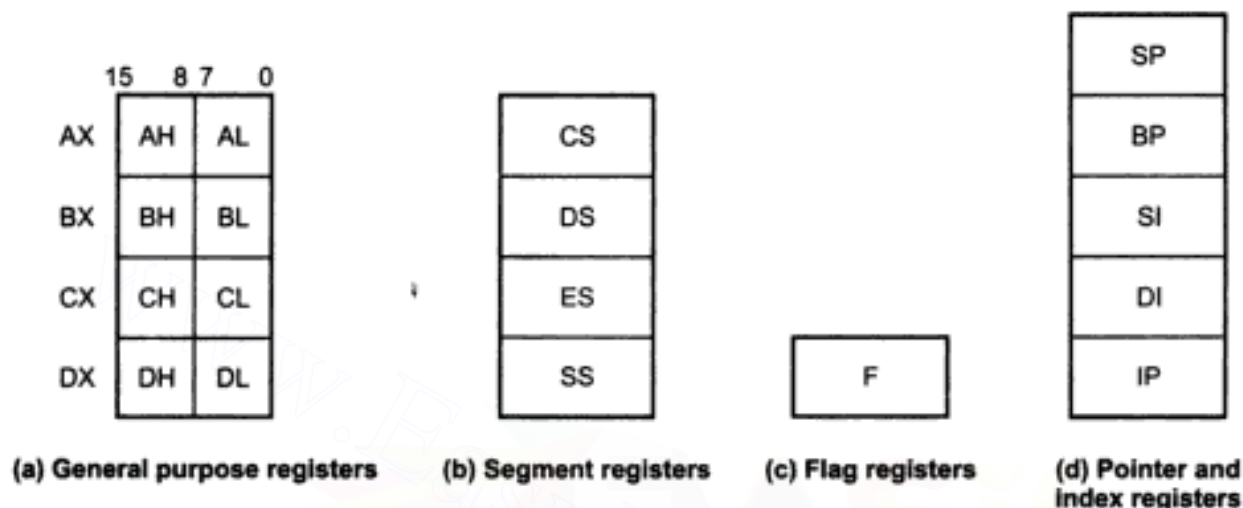 15 8 7 0
AX AH AL
BX BH BL
CX CH CL
DX DH DL
(a) General purpose registers
CS
DS
ES
SS
(b) Segment registers
F
(c) Flag registers
SP
BP
SI
DI
IP
(d) Pointer and
index registers